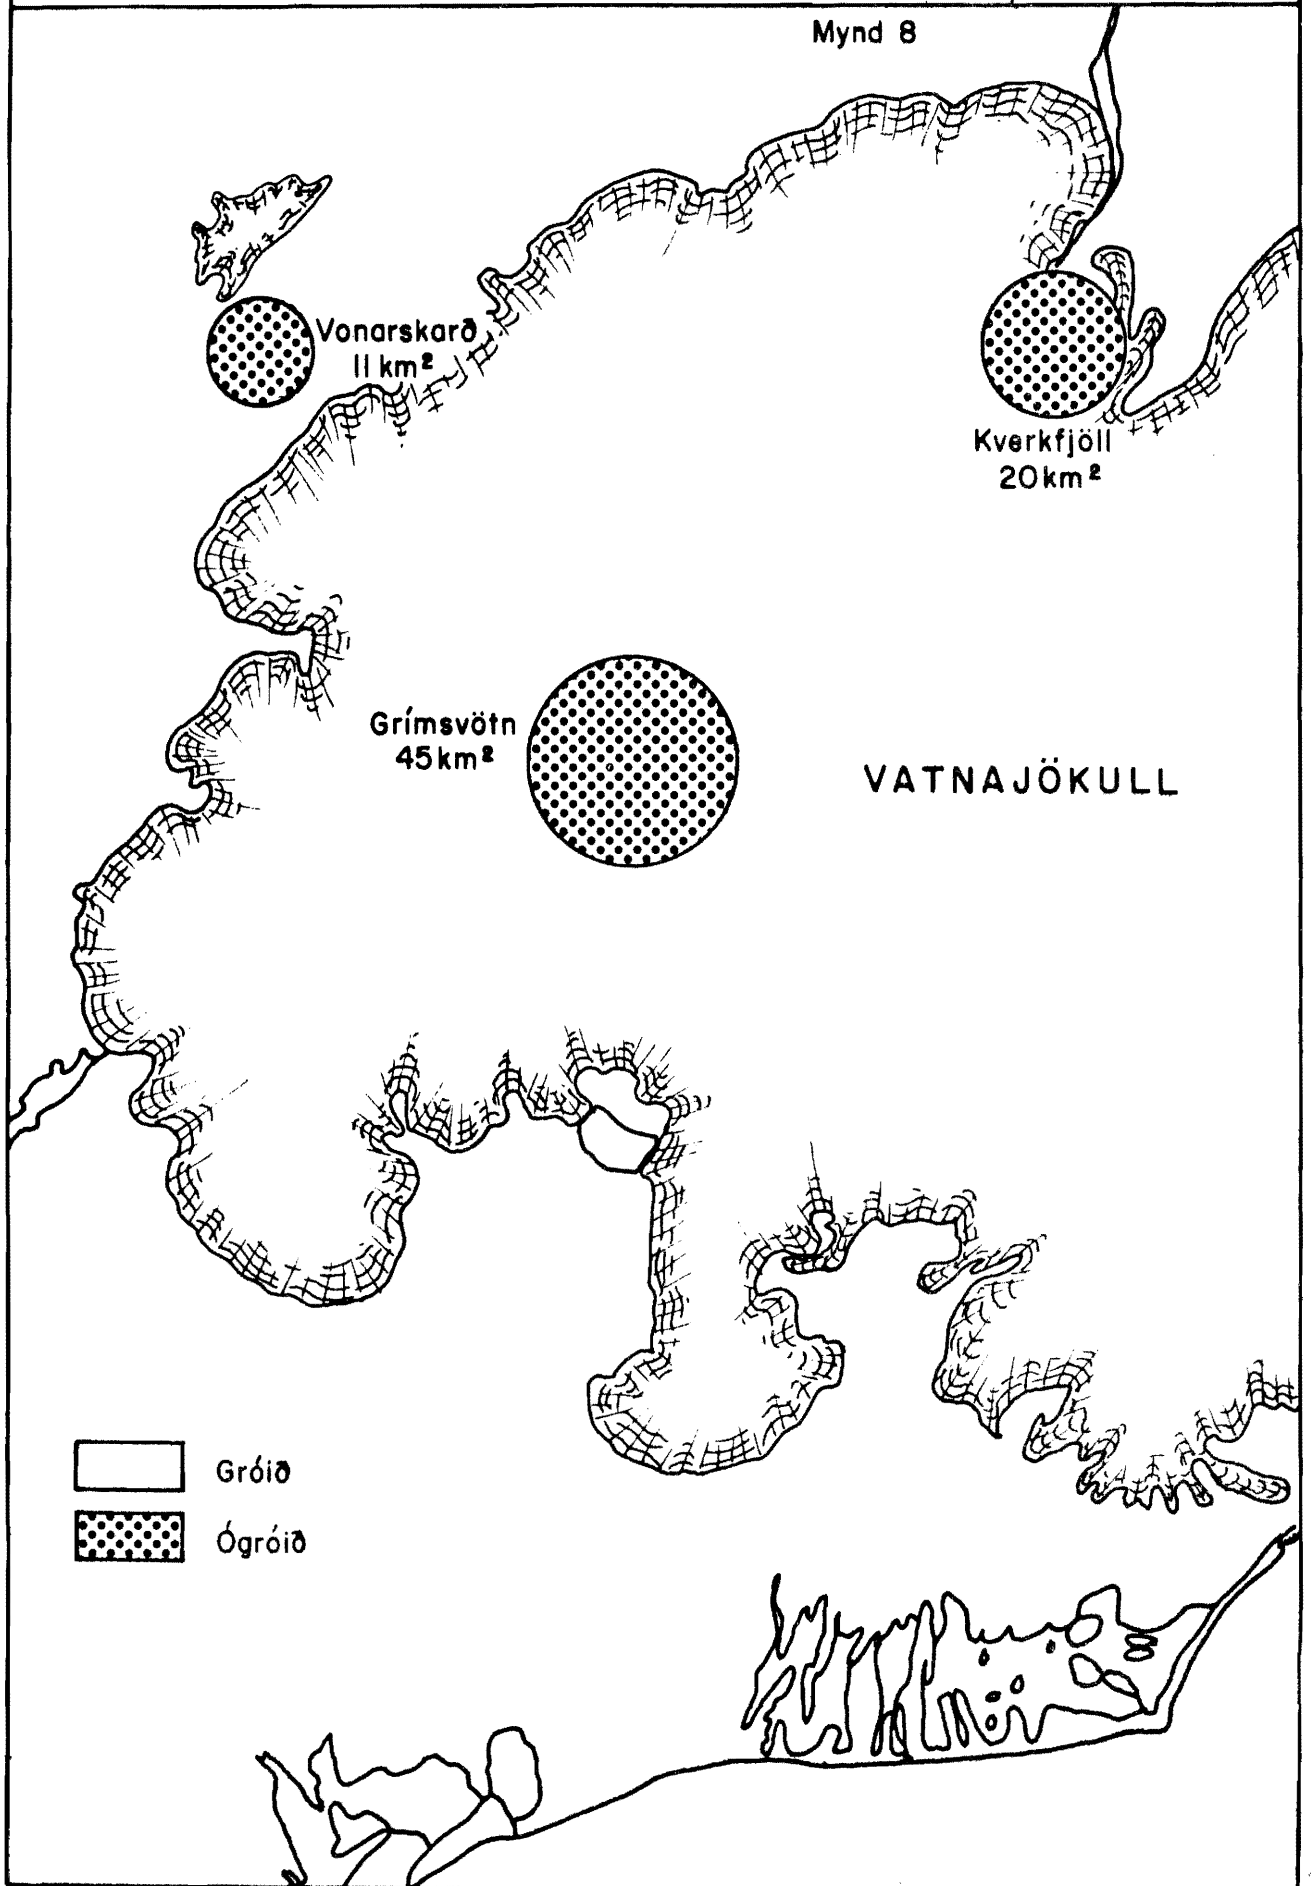 Mynd 8
Vonarskarð
11 km²
Kverkfjöll
20 km²
Grímsvötn
45 km²
VATNAJÖKULL
Gróið
Ógróið